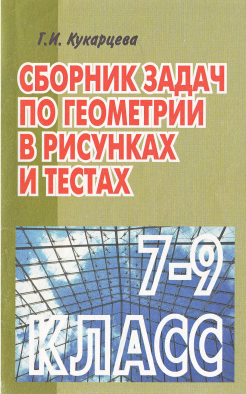 Г.И. Кукарцева
СБОРНИК ЗАДАЧ
ПО ГЕОМЕТРИИ
В РИСУНКАХ
И ТЕСТАХ
7-9
КЛАСС